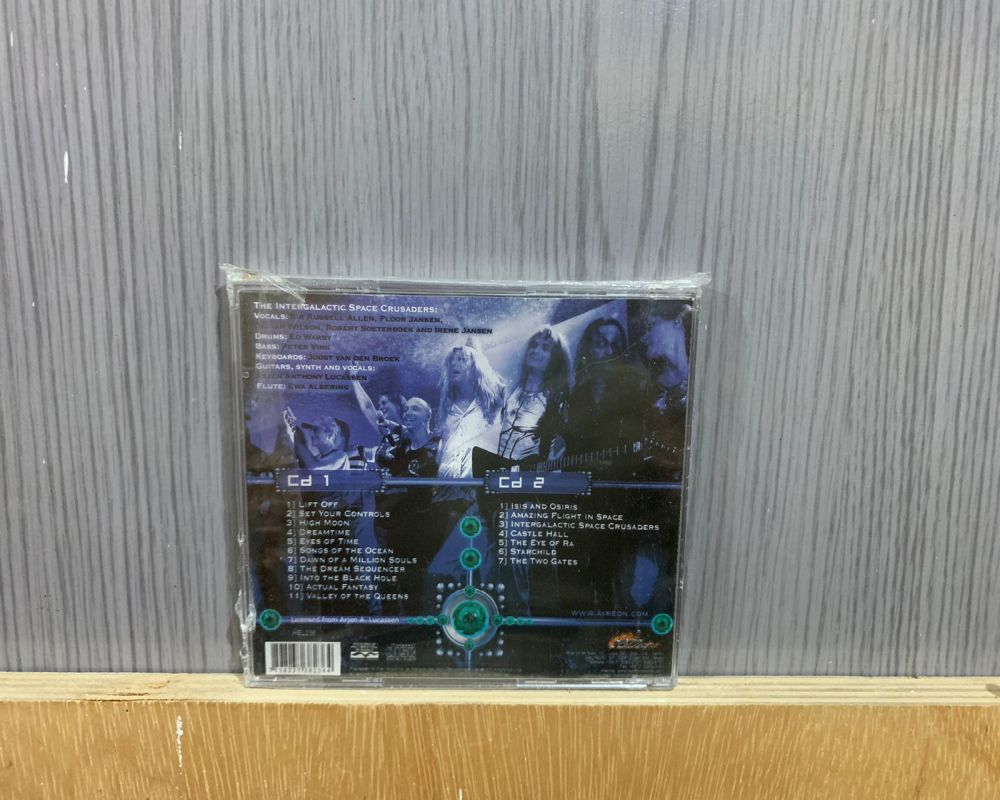 The Intergalactic Space Crusaders:
Vocals: Sir Russell Allen, Floor Jansen,
Wilson, Robert Soeterboek and Irene Jansen
Drums: Ed Warby
Bass: Peter Vink
Keyboards: Joost van den Broek
Guitars, synth and vocals:
Arjen Anthony Lucassen
Flute: Ewa Albering
Cd 1
1] Lift Off
2] Set Your Controls
3] High Moon
4] Dreamtime
5] Eyes of Time
6] Songs of the Ocean
7] Dawn of a Million Souls
8] The Dream Sequencer
9] Into the Black Hole
10] Actual Fantasy
11] Valley of the Queens
Cd 2
1] Isis and Osiris
2] Amazing Flight in Space
3] Intergalactic Space Crusaders
4] Castle Hall
5] The Eye of Ra
6] Starchild
7] The Two Gates
www.ayreon.com
Licensed from Arjen A. Lucassen